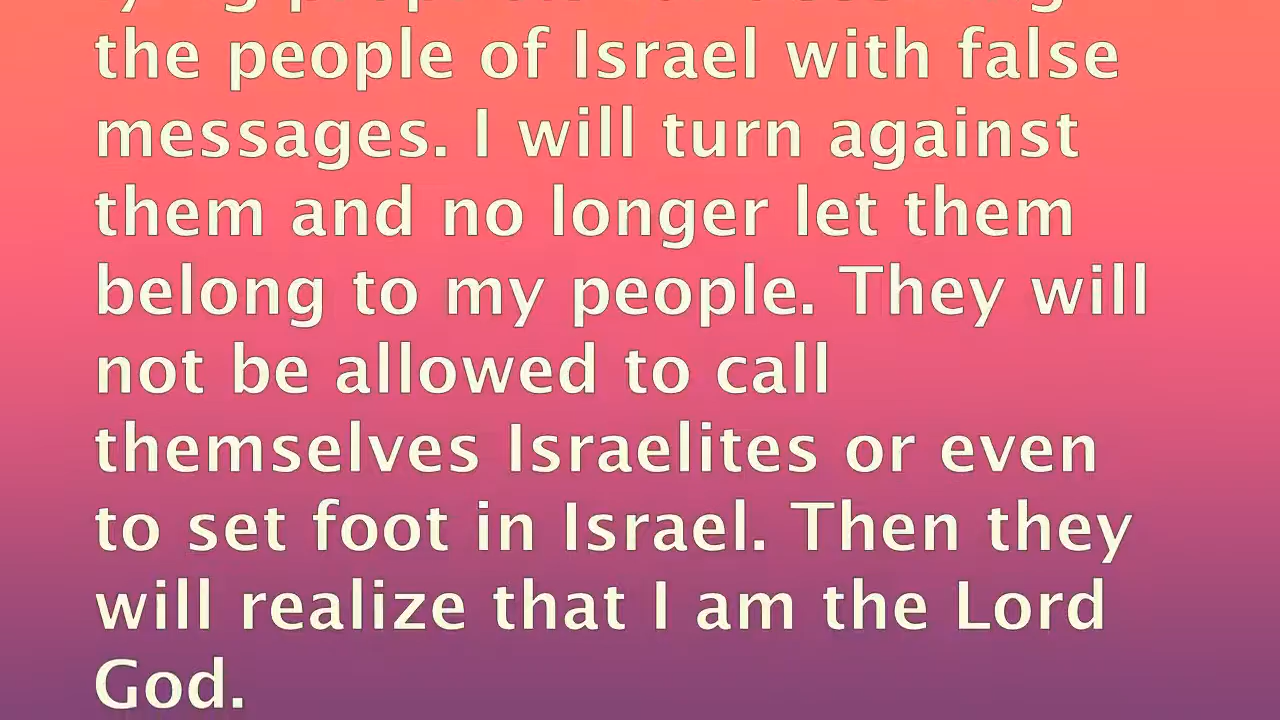 the people of Israel with false
messages. I will turn against
them and no longer let them
belong to my people. They will
not be allowed to call
themselves Israelites or even
to set foot in Israel. Then they
will realize that I am the Lord
God.